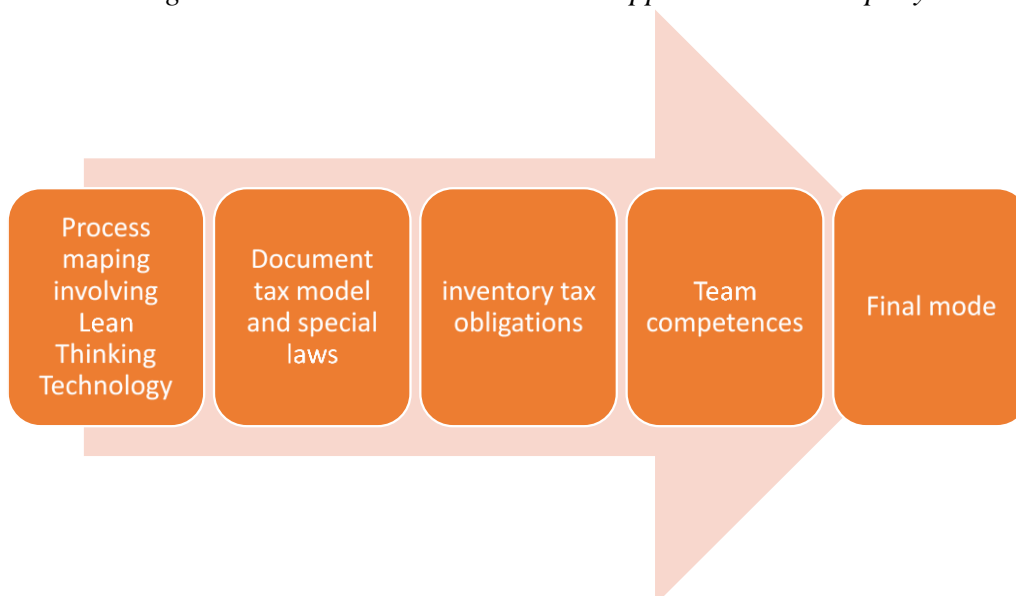 Process
maping
involving
Lean
Thinking
Technology
Document
tax model
and special
laws
inventory tax
obligations
Team
competences
Final mode